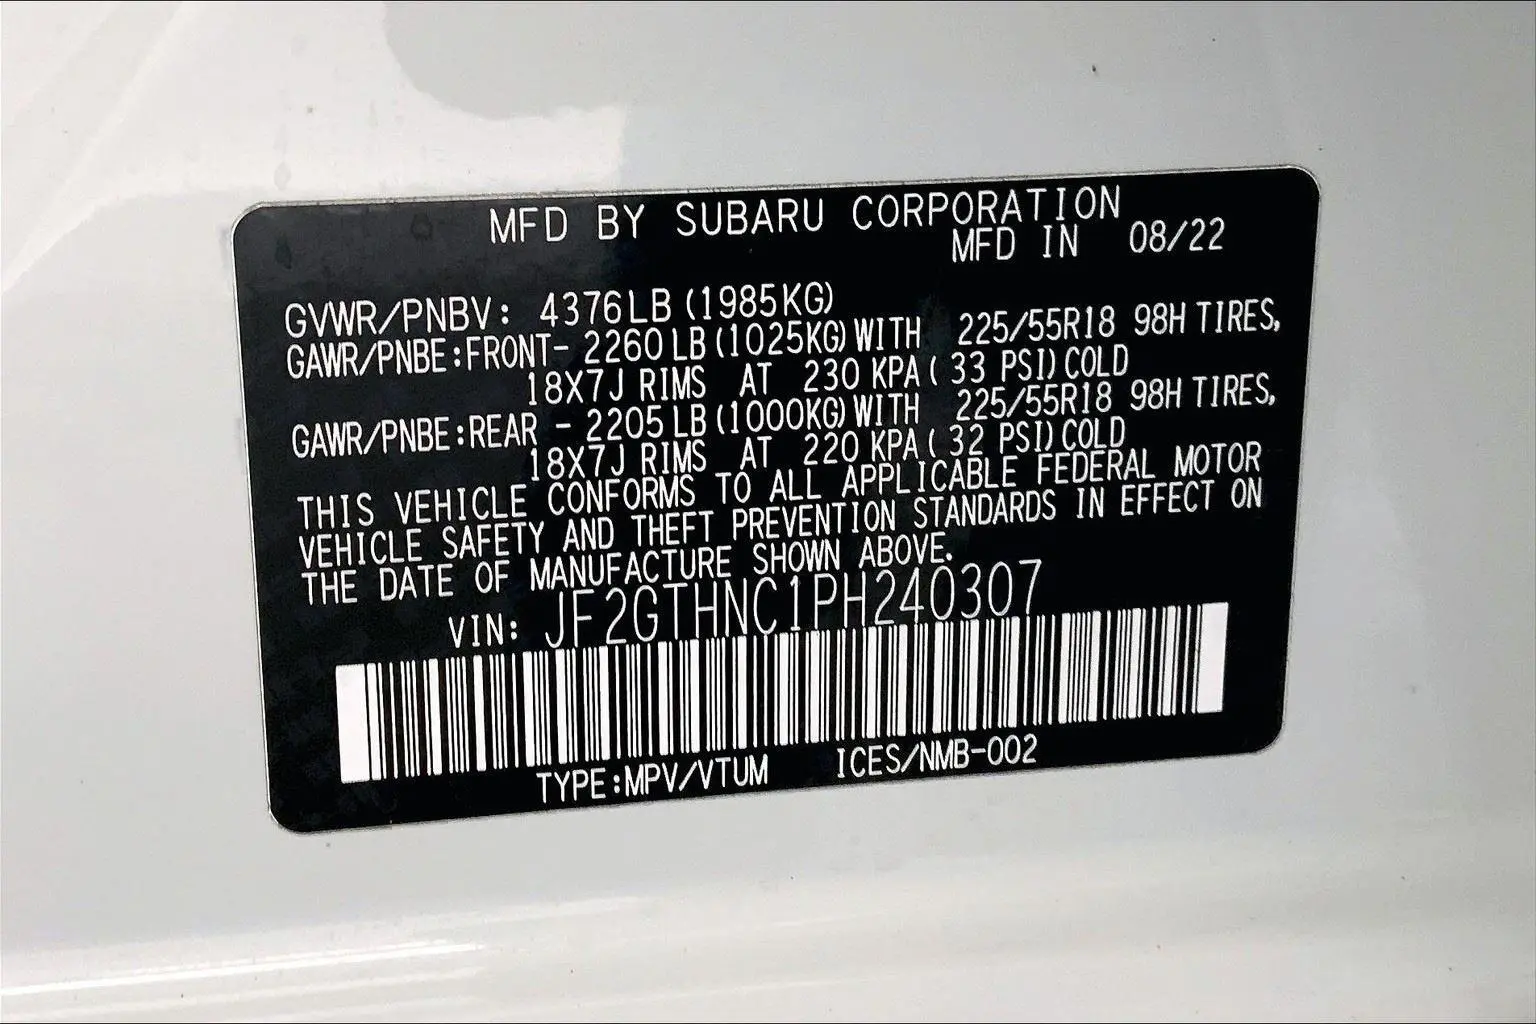 MFD BY SUBARU CORPORATION
MFD IN 08/22
GVWR/PNBV: 4376LB (1985KG)
GAWR/PNBE:FRONT- 2260LB (1025KG) WITH 225/55R18 98H TIRES,
18X7J RIMS AT 230 KPA ( 33 PSI) COLD
GAWR/PNBE:REAR - 2205LB (1000KG) WITH 225/55R18 98H TIRES,
18X7J RIMS AT 220 KPA ( 32 PSI) COLD
THIS VEHICLE CONFORMS TO ALL APPLICABLE FEDERAL MOTOR
VEHICLE SAFETY AND THEFT PREVENTION STANDARDS IN EFFECT ON
THE DATE OF MANUFACTURE SHOWN ABOVE.
VIN: JF2GTHNC1PH240307
TYPE:MPV/VTUM ICES/NMB-002